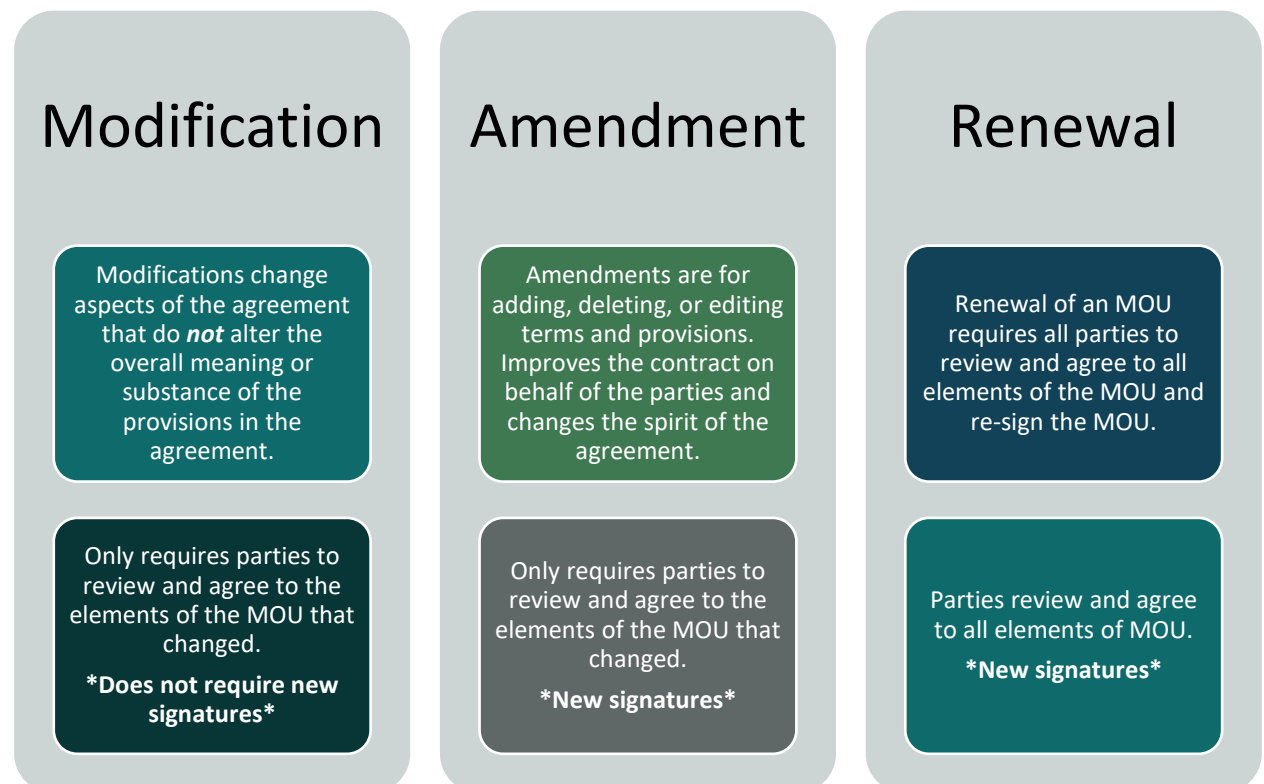 Modification
Modifications change
aspects of the agreement
that do not alter the
overall meaning or
substance of the
provisions in the
agreement.
Only requires parties to
review and agree to the
elements of the MOU that
changed.
*Does not require new
signatures*
Amendment
Amendments are for
adding, deleting, or editing
terms and provisions.
Improves the contract on
behalf of the parties and
changes the spirit of the
agreement.
Only requires parties to
review and agree to the
elements of the MOU that
changed.
*New signatures*
Renewal
Renewal of an MOU
requires all parties to
review and agree to all
elements of the MOU and
re-sign the MOU.
Parties review and agree
to all elements of MOU.
*New signatures*